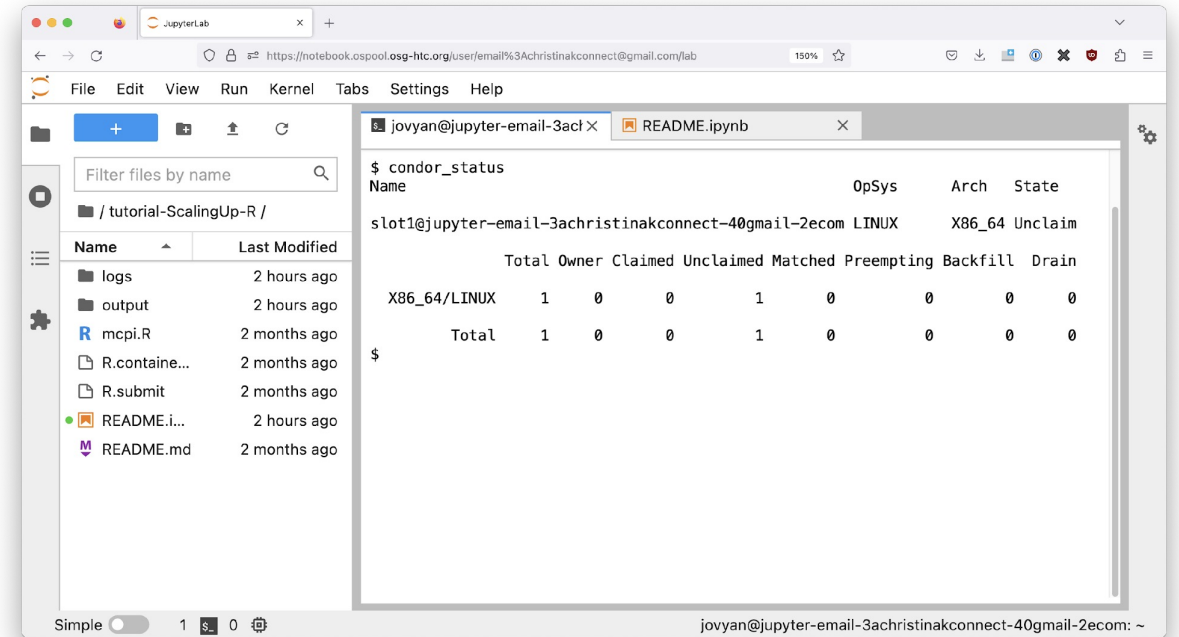 JupyterLab
https://notebook.ospool.osg-htc.org/user/email%3Achristinakconnect@gmail.com/lab 150%
File Edit View Run Kernel Tabs Settings Help
+
Filter files by name
/ tutorial-ScalingUp-R /
Name Last Modified
logs 2 hours ago
output 2 hours ago
R mcpi.R 2 months ago
R.containe... 2 months ago
R.submit 2 months ago
README.i... 2 hours ago
M README.md 2 months ago
$_ jovyan@jupyter-email-3ach README.ipynb
$ condor_status
Name OpSys Arch State
slot1@jupyter-email-3achristinakconnect-40gmail-2ecom LINUX X86_64 Unclaim
Total Owner Claimed Unclaimed Matched Preempting Backfill Drain
X86_64/LINUX 1 0 0 1 0 0 0 0
Total 1 0 0 1 0 0 0 0
$
Simple 1 $_ 0 jovyan@jupyter-email-3achristinakconnect-40gmail-2ecom: ~